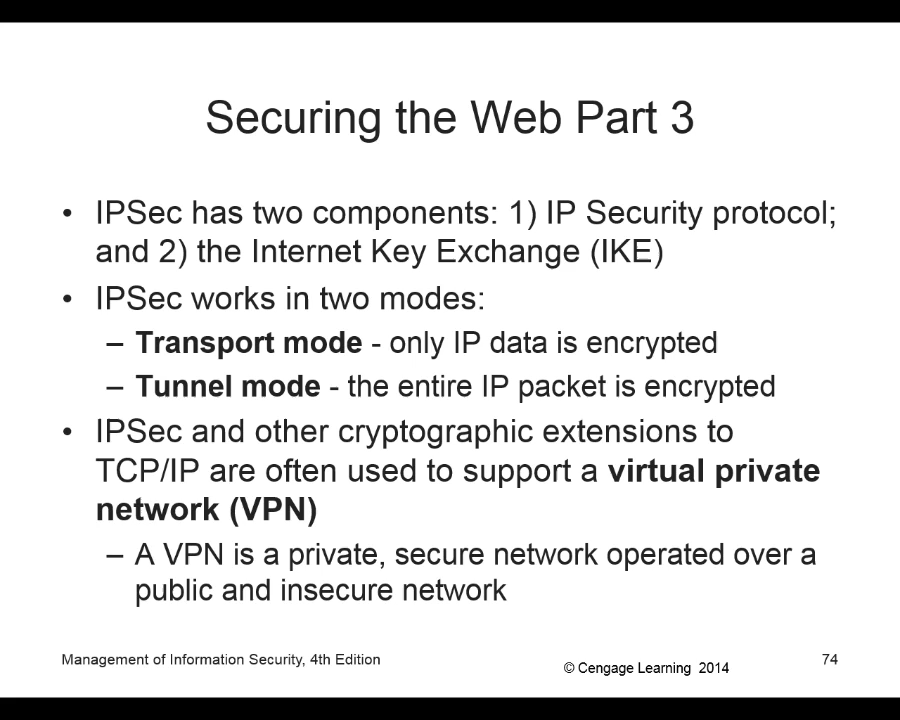 Securing the Web Part 3
• IPSec has two components: 1) IP Security protocol;
and 2) the Internet Key Exchange (IKE)
• IPSec works in two modes:
– Transport mode - only IP data is encrypted
– Tunnel mode - the entire IP packet is encrypted
• IPSec and other cryptographic extensions to
TCP/IP are often used to support a virtual private
network (VPN)
– A VPN is a private, secure network operated over a
public and insecure network
Management of Information Security, 4th Edition
© Cengage Learning 2014
74